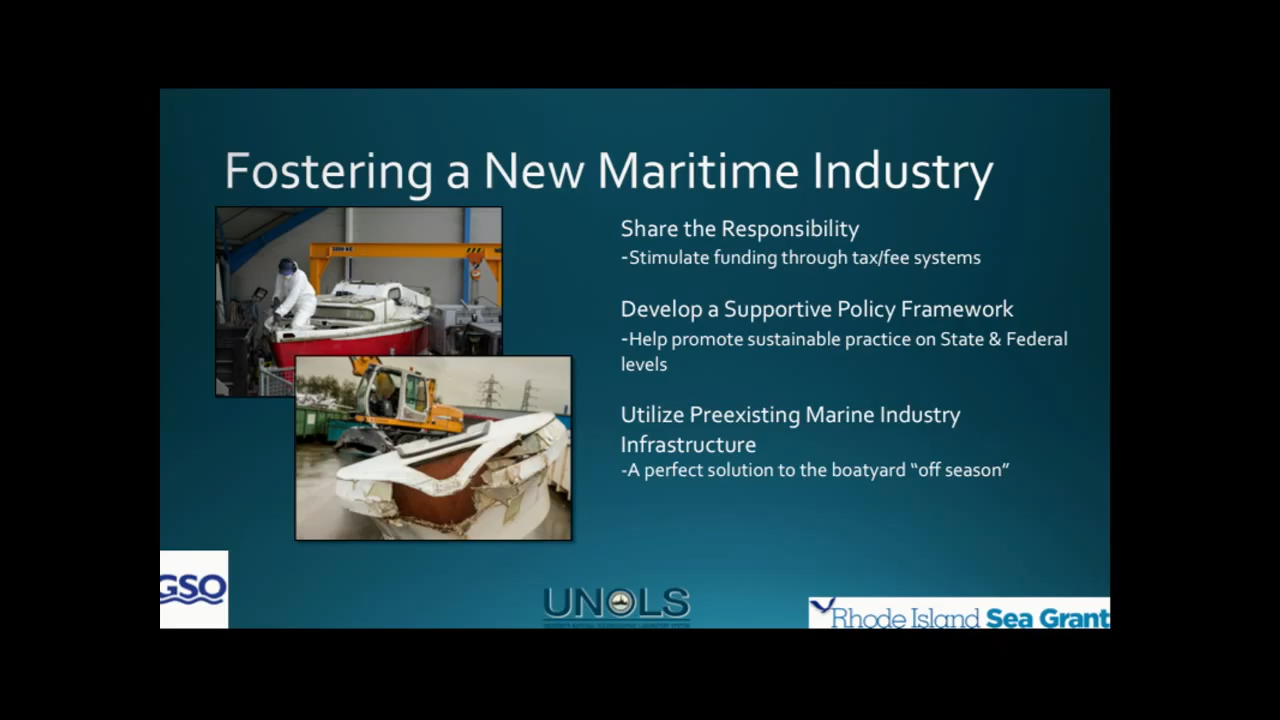 Fostering a New Maritime Industry
Share the Responsibility
-Stimulate funding through tax/fee systems
Develop a Supportive Policy Framework
-Help promote sustainable practice on State & Federal
levels
Utilize Preexisting Marine Industry
Infrastructure
-A perfect solution to the boatyard “off season”
GSO
UNOLS
Rhode Island Sea Grant